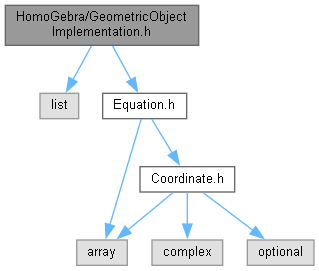 HomoGebra/GeometricObject
Implementation.h
list
Equation.h
Coordinate.h
array
complex
optional